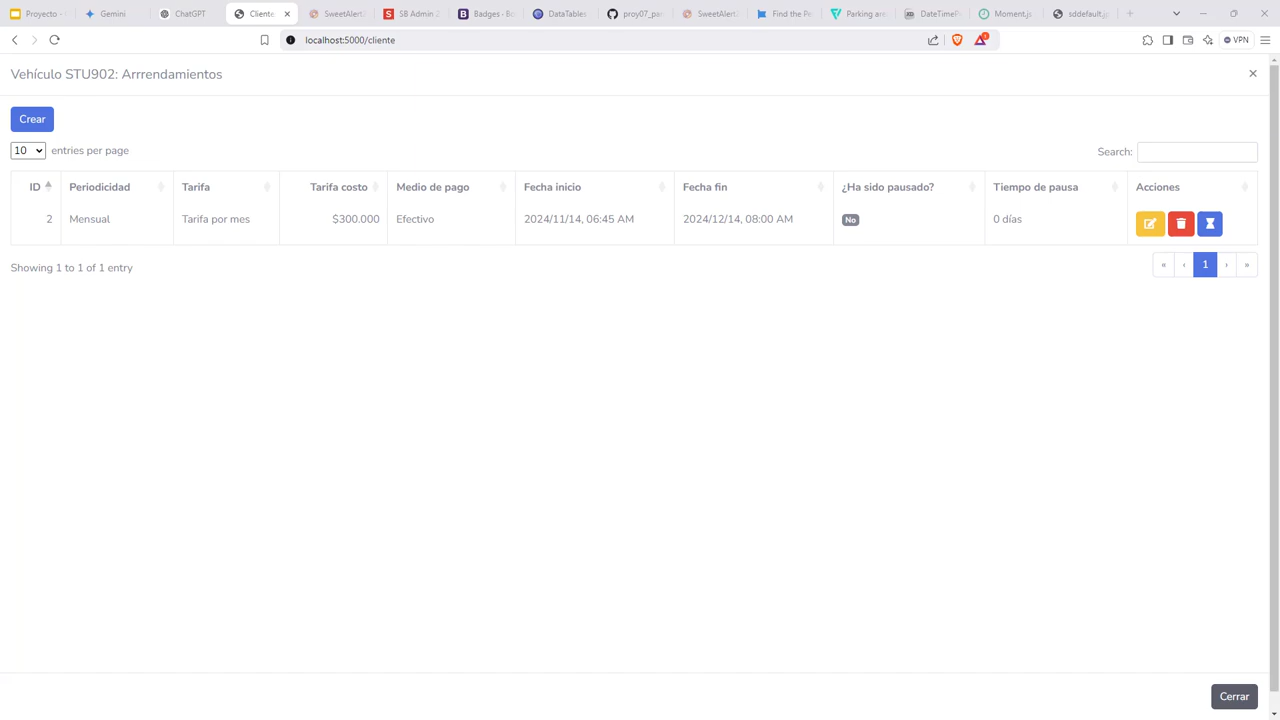 Proyecto -
Gemini
ChatGPT
Cliente
SweetAlert2
SB Admin 2
Badges - Bo
DataTables
proy07_par
SweetAlert2
Find the Pe
Parking are
DateTimePi
Moment.js
sddefault.jp
localhost:5000/cliente
VPN
Vehículo STU902: Arrrendamientos
×
Crear
10 entries per page
Search:
ID Periodicidad Tarifa Tarifa costo Medio de pago Fecha inicio Fecha fin ¿Ha sido pausado? Tiempo de pausa Acciones
2 Mensual Tarifa por mes $300.000 Efectivo 2024/11/14, 06:45 AM 2024/12/14, 08:00 AM No 0 días
Showing 1 to 1 of 1 entry
« ‹ 1 › »
Cerrar